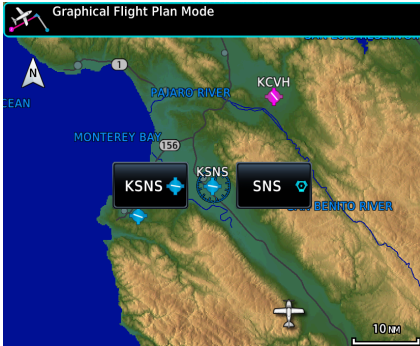 Graphical Flight Plan Mode
1
N
KCVH
CEAN
PAJARO RIVER
MONTEREY BAY
156
KSNS
KSNS
SNS
SAN BENITO RIVER
10 NM